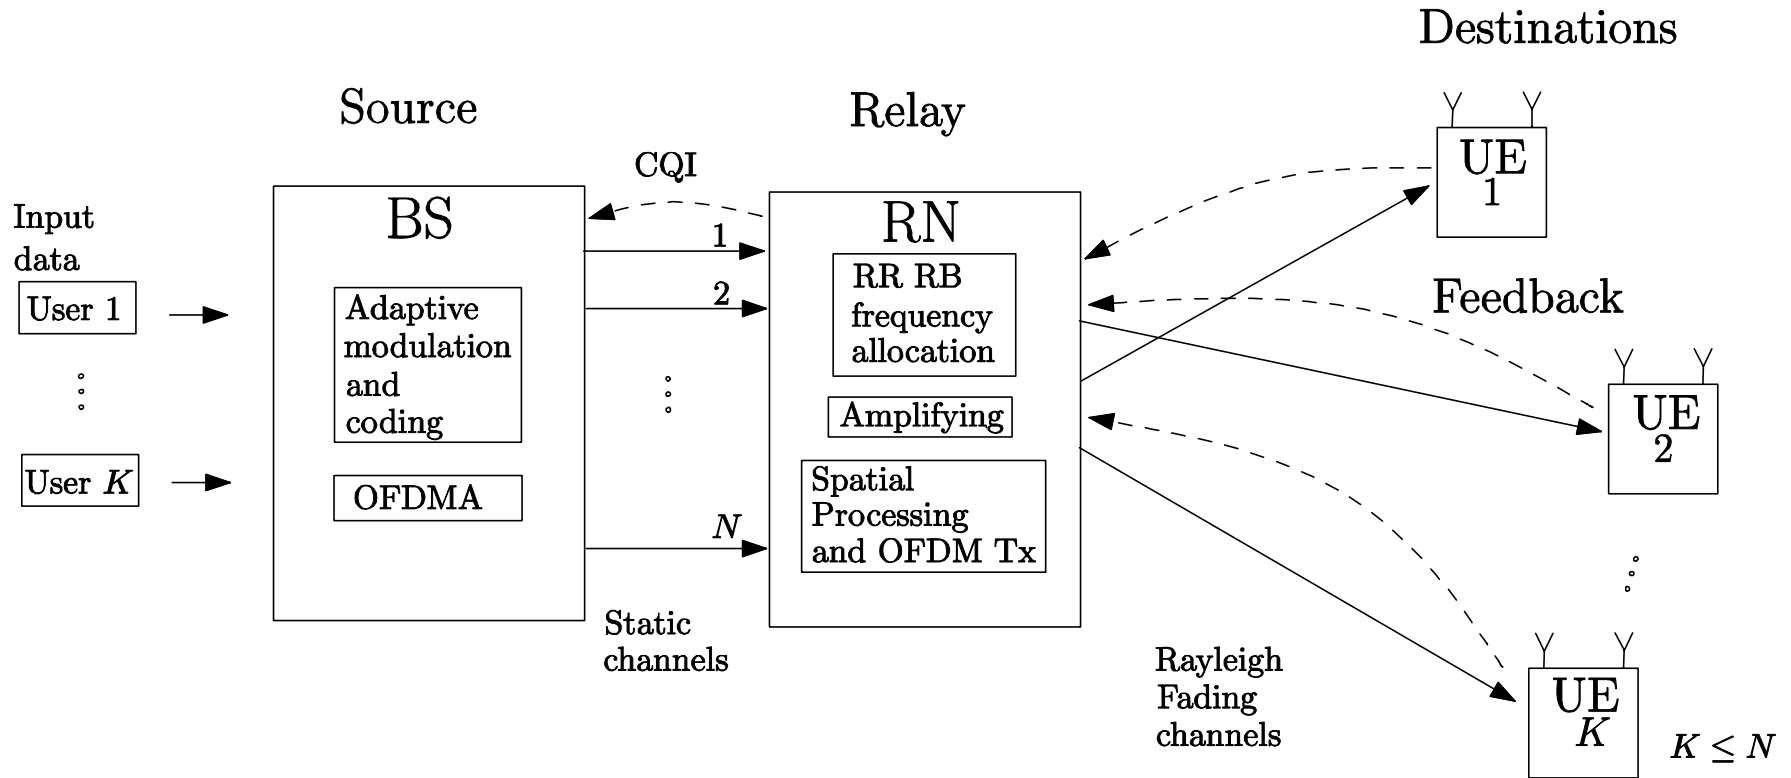 Destinations
Source
Relay
Input
data
User 1
User K
BS
Adaptive
modulation
and
coding
OFDMA
CQI
1
2
N
Static
channels
RN
RR RB
frequency
allocation
Amplifying
Spatial
Processing
and OFDM Tx
Rayleigh
Fading
channels
UE
1
Feedback
UE
2
UE
K
K ≤ N